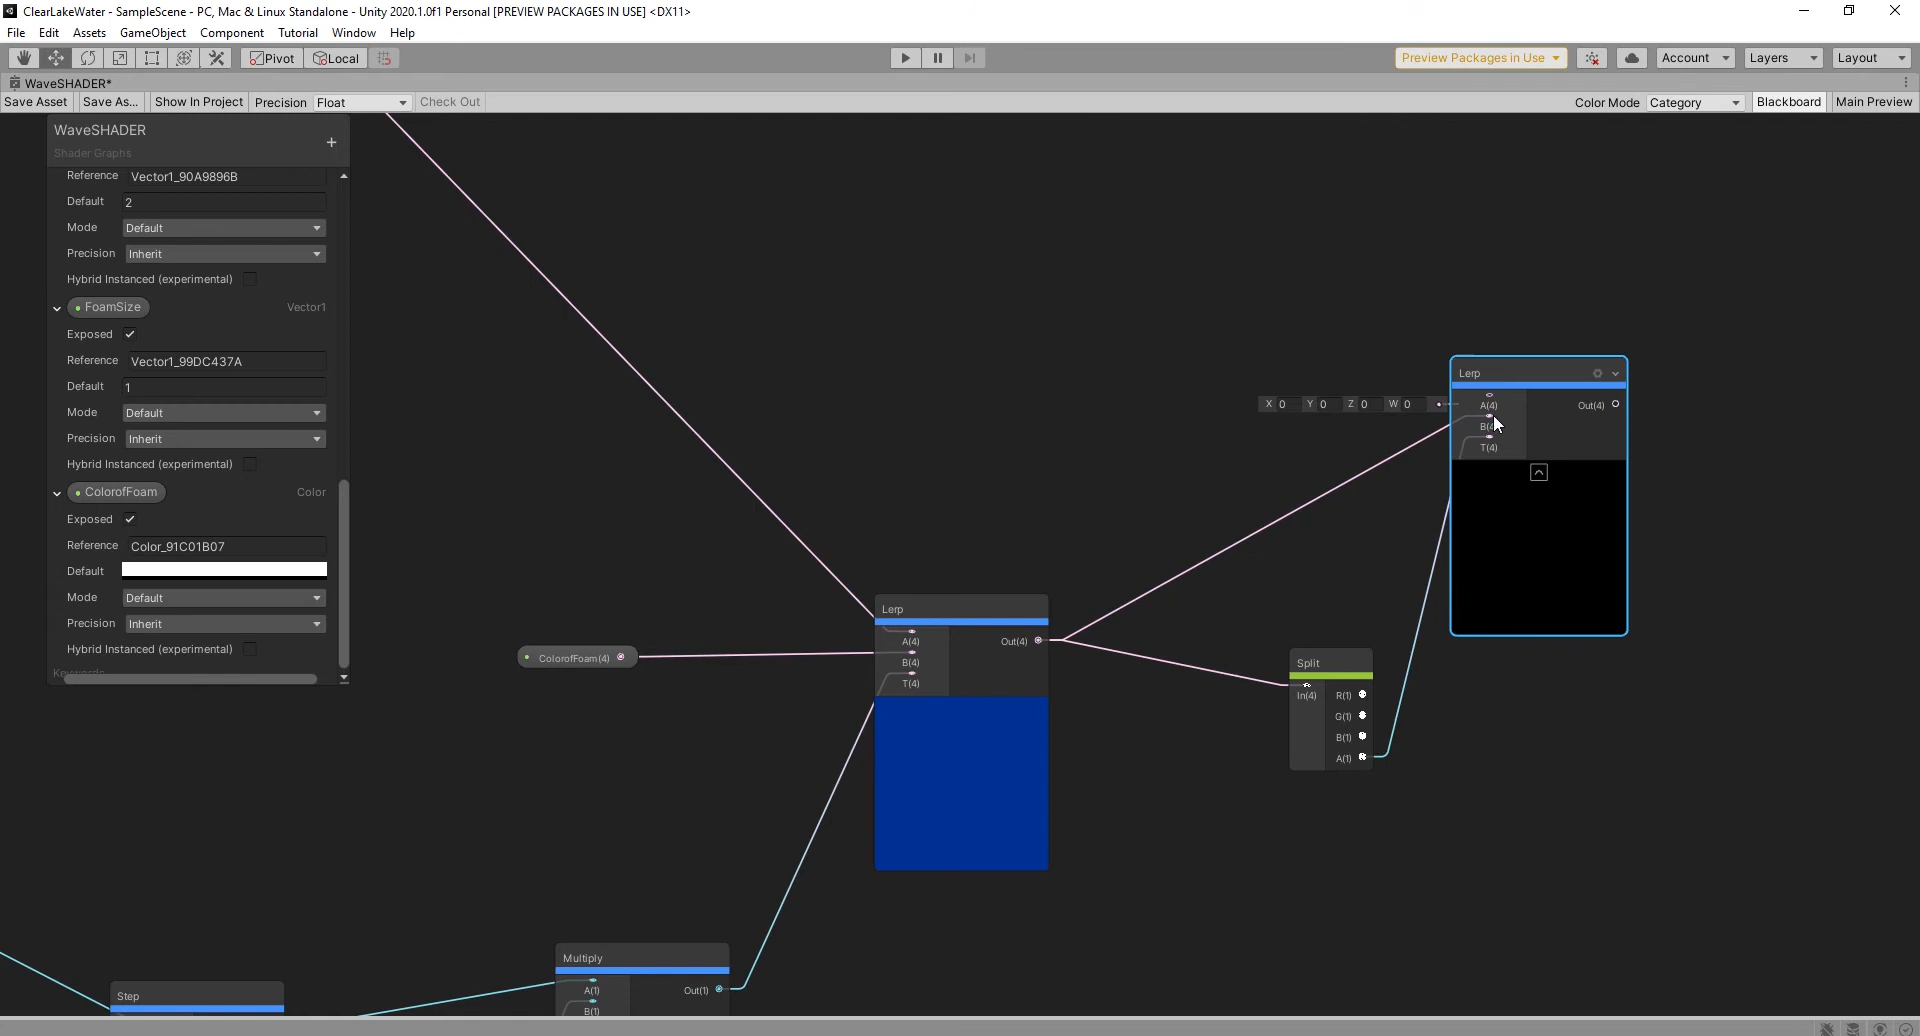 ClearLakeWater - SampleScene - PC, Mac & Linux Standalone - Unity 2020.1.0f1 Personal [PREVIEW PACKAGES IN USE] <DX11>
File Edit Assets GameObject Component Tutorial Window Help
Pivot Local Preview Packages in Use Account Layers Layout
WaveSHADER*
Save Asset Save As... Show In Project Precision Float Check Out Color Mode Category Blackboard Main Preview
WaveSHADER
Shader Graphs
Reference Vector1_90A9896B
Default 2
Mode Default
Precision Inherit
Hybrid Instanced (experimental)
FoamSize Vector1
Exposed
Reference Vector1_99DC437A
Default 1
Mode Default
Precision Inherit
Hybrid Instanced (experimental)
ColorofFoam Color
Exposed
Reference Color_91C01B07
Default
Mode Default
Precision Inherit
Hybrid Instanced (experimental)
Keywords
Lerp
X 0 Y 0 Z 0 W 0
A(4) Out(4)
T(4)
ColorofFoam(4)
Lerp
A(4) Out(4)
B(4)
T(4)
Split
In(4) R(1)
G(1)
B(1)
A(1)
Multiply
A(1) Out(1)
B(1)
Step